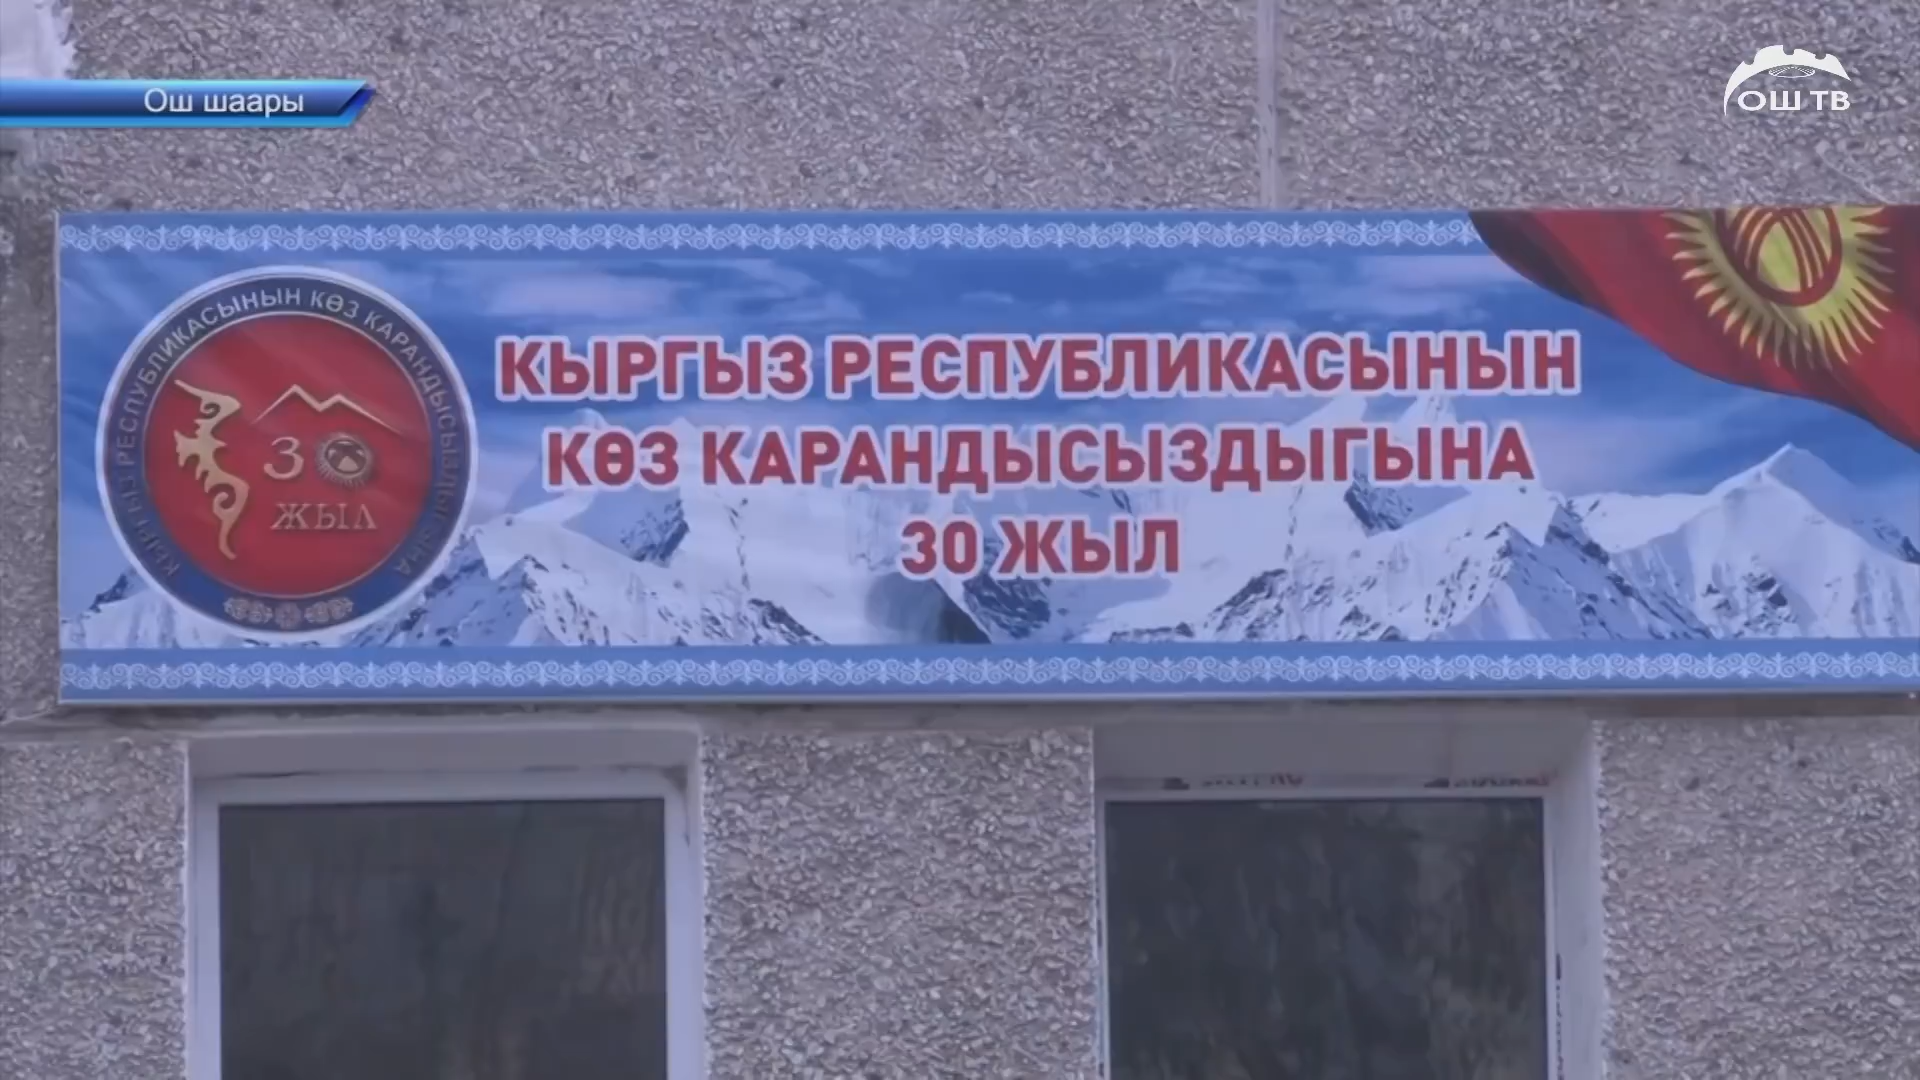 Ош шаары
ОШ ТВ
КЫРГЫЗ РЕСПУБЛИКАСЫНЫН КӨЗ КАРАНДЫСЫЗДЫГЫНА
30
ЖЫЛ
КЫРГЫЗ РЕСПУБЛИКАСЫНЫН
КӨЗ КАРАНДЫСЫЗДЫГЫНА
30 ЖЫЛ